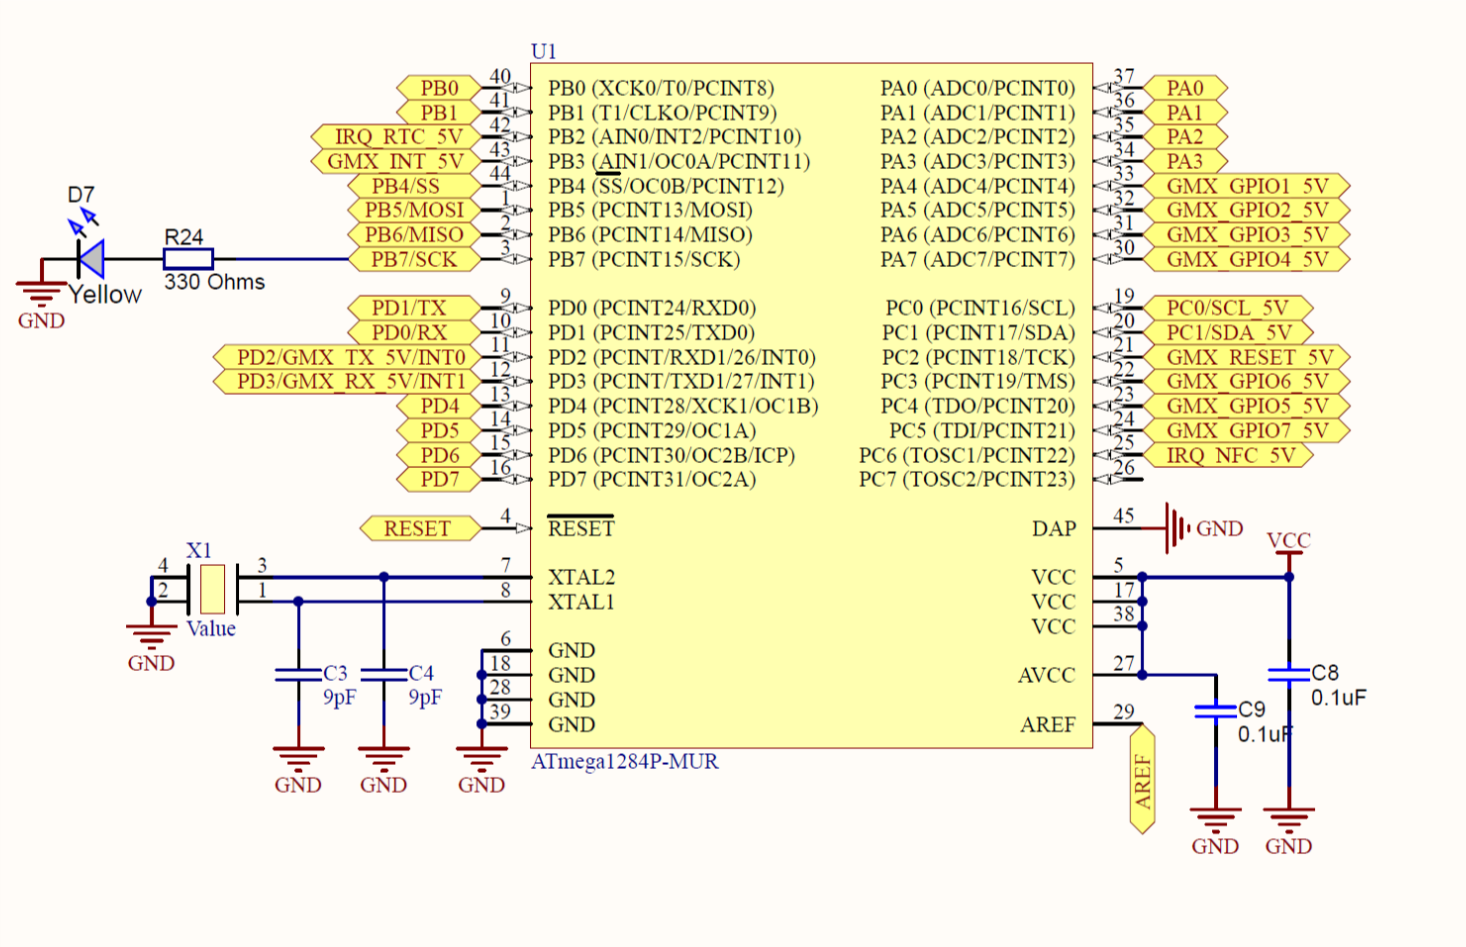 U1
PB0 40 PB0 (XCK0/T0/PCINT8) PA0 (ADC0/PCINT0) 37 PA0
PB1 41 PB1 (T1/CLKO/PCINT9) PA1 (ADC1/PCINT1) 36 PA1
IRQ_RTC_5V 42 PB2 (AIN0/INT2/PCINT10) PA2 (ADC2/PCINT2) 35 PA2
GMX_INT_5V 43 PB3 (AIN1/OC0A/PCINT11) PA3 (ADC3/PCINT3) 34 PA3
PB4/SS 44 PB4 (SS/OC0B/PCINT12) PA4 (ADC4/PCINT4) 33 GMX_GPIO1_5V
D7
PB5/MOSI 1 PB5 (PCINT13/MOSI) PA5 (ADC5/PCINT5) 32 GMX_GPIO2_5V
R24 PB6/MISO 2 PB6 (PCINT14/MISO) PA6 (ADC6/PCINT6) 31 GMX_GPIO3_5V
PB7/SCK 3 PB7 (PCINT15/SCK) PA7 (ADC7/PCINT7) 30 GMX_GPIO4_5V
330 Ohms
Yellow
GND
PD1/TX 9 PD0 (PCINT24/RXD0) PC0 (PCINT16/SCL) 19 PC0/SCL_5V
PD0/RX 10 PD1 (PCINT25/TXD0) PC1 (PCINT17/SDA) 20 PC1/SDA_5V
PD2/GMX_TX_5V/INT0 11 PD2 (PCINT/RXD1/26/INT0) PC2 (PCINT18/TCK) 21 GMX_RESET_5V
PD3/GMX_RX_5V/INT1 12 PD3 (PCINT/TXD1/27/INT1) PC3 (PCINT19/TMS) 22 GMX_GPIO6_5V
PD4 13 PD4 (PCINT28/XCK1/OC1B) PC4 (TDO/PCINT20) 23 GMX_GPIO5_5V
PD5 14 PD5 (PCINT29/OC1A) PC5 (TDI/PCINT21) 24 GMX_GPIO7_5V
PD6 15 PD6 (PCINT30/OC2B/ICP) PC6 (TOSC1/PCINT22) 25 IRQ_NFC_5V
PD7 16 PD7 (PCINT31/OC2A) PC7 (TOSC2/PCINT23) 26
RESET 4 RESET DAP 45 GND
VCC
X1
4 3 7 XTAL2 VCC 5
2 1 8 XTAL1 VCC 17
Value VCC 38
GND
6 GND
18 GND AVCC 27
C3 C4 C8
9pF 9pF 0.1uF
28 GND
39 GND AREF 29
C9
0.1uF
AREF
ATmega1284P-MUR
GND GND GND
GND GND